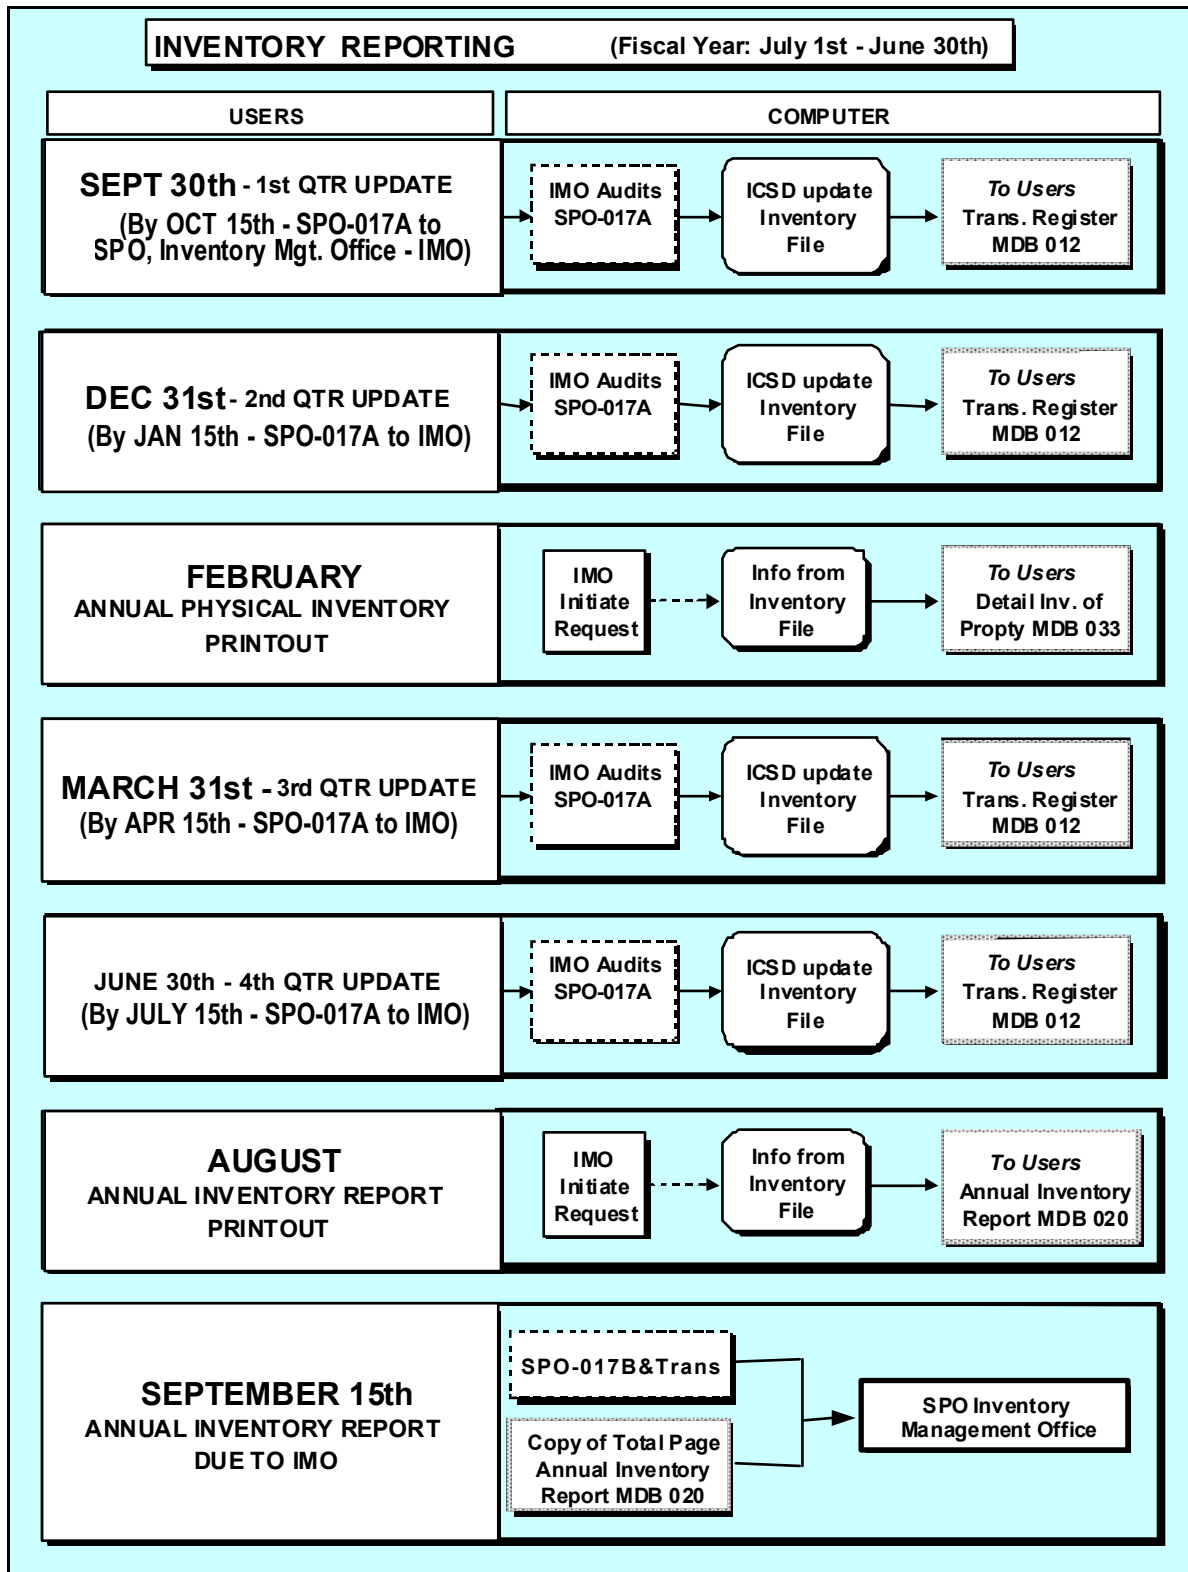 INVENTORY REPORTING (Fiscal Year: July 1st - June 30th)
USERS
COMPUTER
SEPT 30th - 1st QTR UPDATE
(By OCT 15th - SPO-017A to
SPO, Inventory Mgt. Office - IMO)
IMO Audits
SPO-017A
ICSD update
Inventory
File
To Users
Trans. Register
MDB 012
DEC 31st - 2nd QTR UPDATE
(By JAN 15th - SPO-017A to IMO)
IMO Audits
SPO-017A
ICSD update
Inventory
File
To Users
Trans. Register
MDB 012
FEBRUARY
ANNUAL PHYSICAL INVENTORY
PRINTOUT
IMO
Initiate
Request
Info from
Inventory
File
To Users
Detail Inv. of
Propty MDB 033
MARCH 31st - 3rd QTR UPDATE
(By APR 15th - SPO-017A to IMO)
IMO Audits
SPO-017A
ICSD update
Inventory
File
To Users
Trans. Register
MDB 012
JUNE 30th - 4th QTR UPDATE
(By JULY 15th - SPO-017A to IMO)
IMO Audits
SPO-017A
ICSD update
Inventory
File
To Users
Trans. Register
MDB 012
AUGUST
ANNUAL INVENTORY REPORT
PRINTOUT
IMO
Initiate
Request
Info from
Inventory
File
To Users
Annual Inventory
Report MDB 020
SEPTEMBER 15th
ANNUAL INVENTORY REPORT
DUE TO IMO
SPO-017B&Trans
Copy of Total Page
Annual Inventory
Report MDB 020
SPO Inventory
Management Office